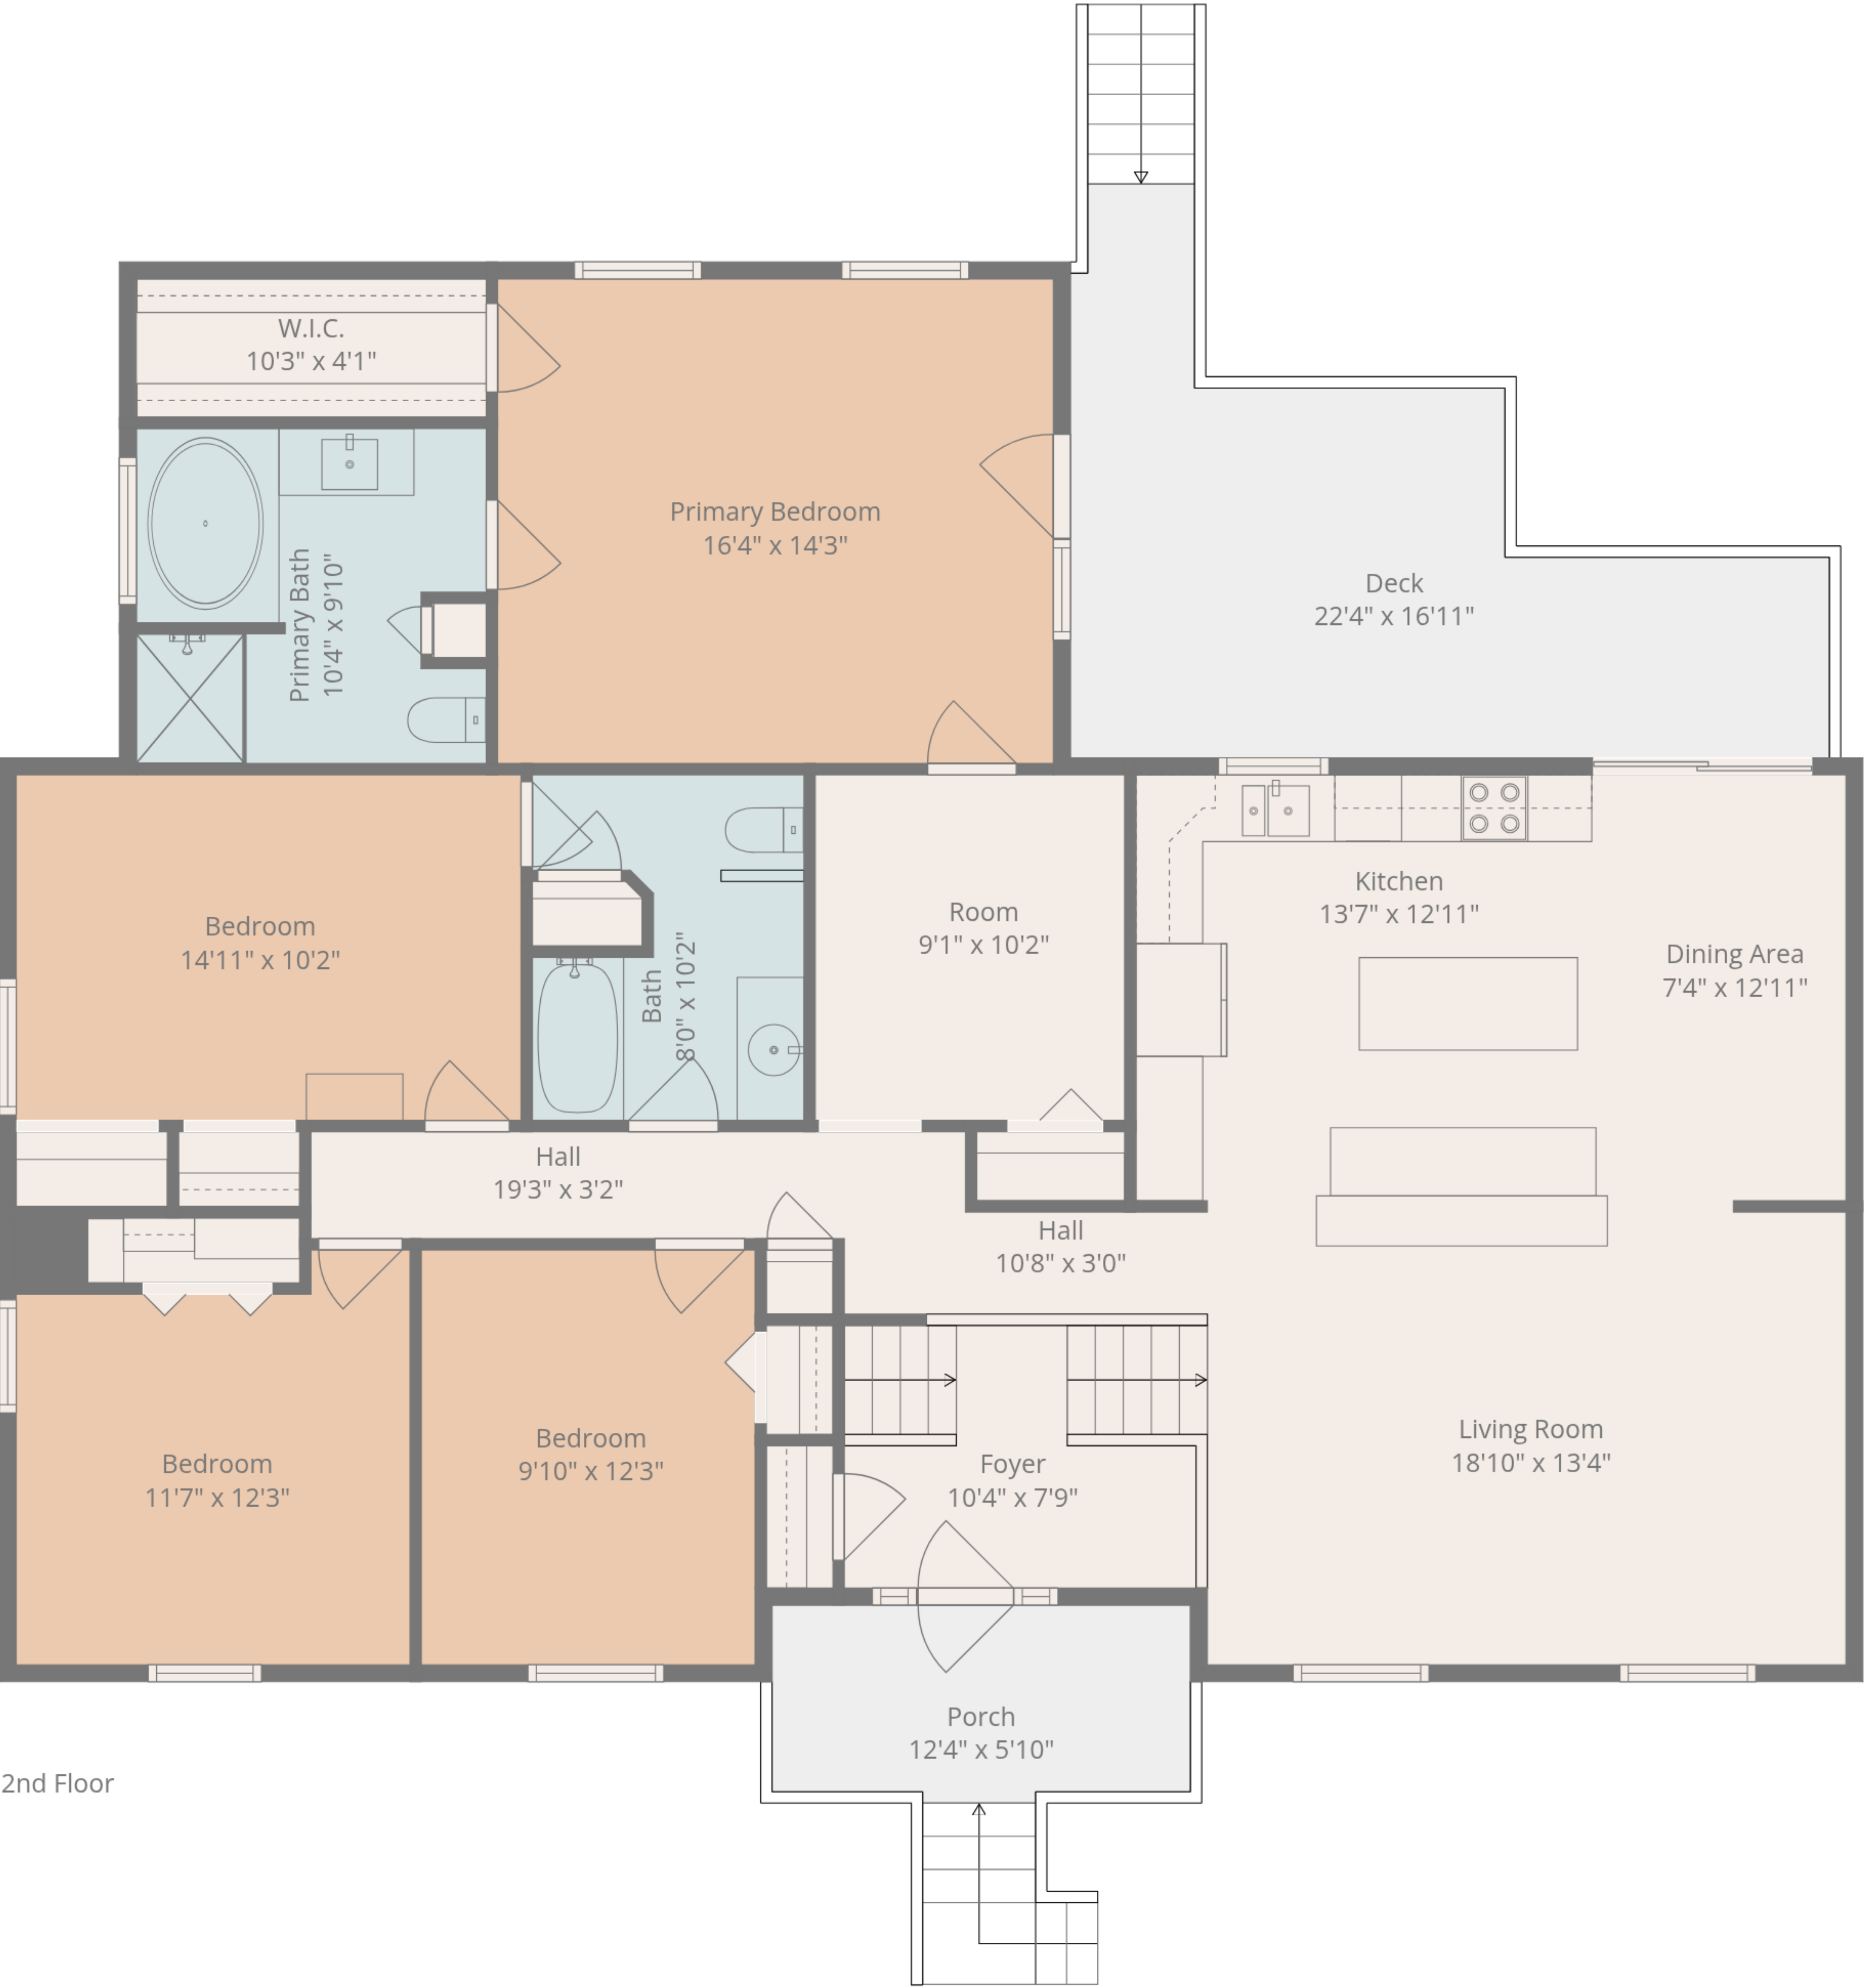 W.I.C.
10'3" x 4'1"
Primary Bedroom
16'4" x 14'3"
Primary Bath
10'4" x 9'10"
Deck
22'4" x 16'11"
Kitchen
13'7" x 12'11"
Room
9'1" x 10'2"
Bedroom
14'11" x 10'2"
Dining Area
7'4" x 12'11"
Bath
8'0" x 10'2"
Hall
19'3" x 3'2"
Hall
10'8" x 3'0"
Living Room
18'10" x 13'4"
Bedroom
9'10" x 12'3"
Bedroom
11'7" x 12'3"
Foyer
10'4" x 7'9"
Porch
12'4" x 5'10"
2nd Floor